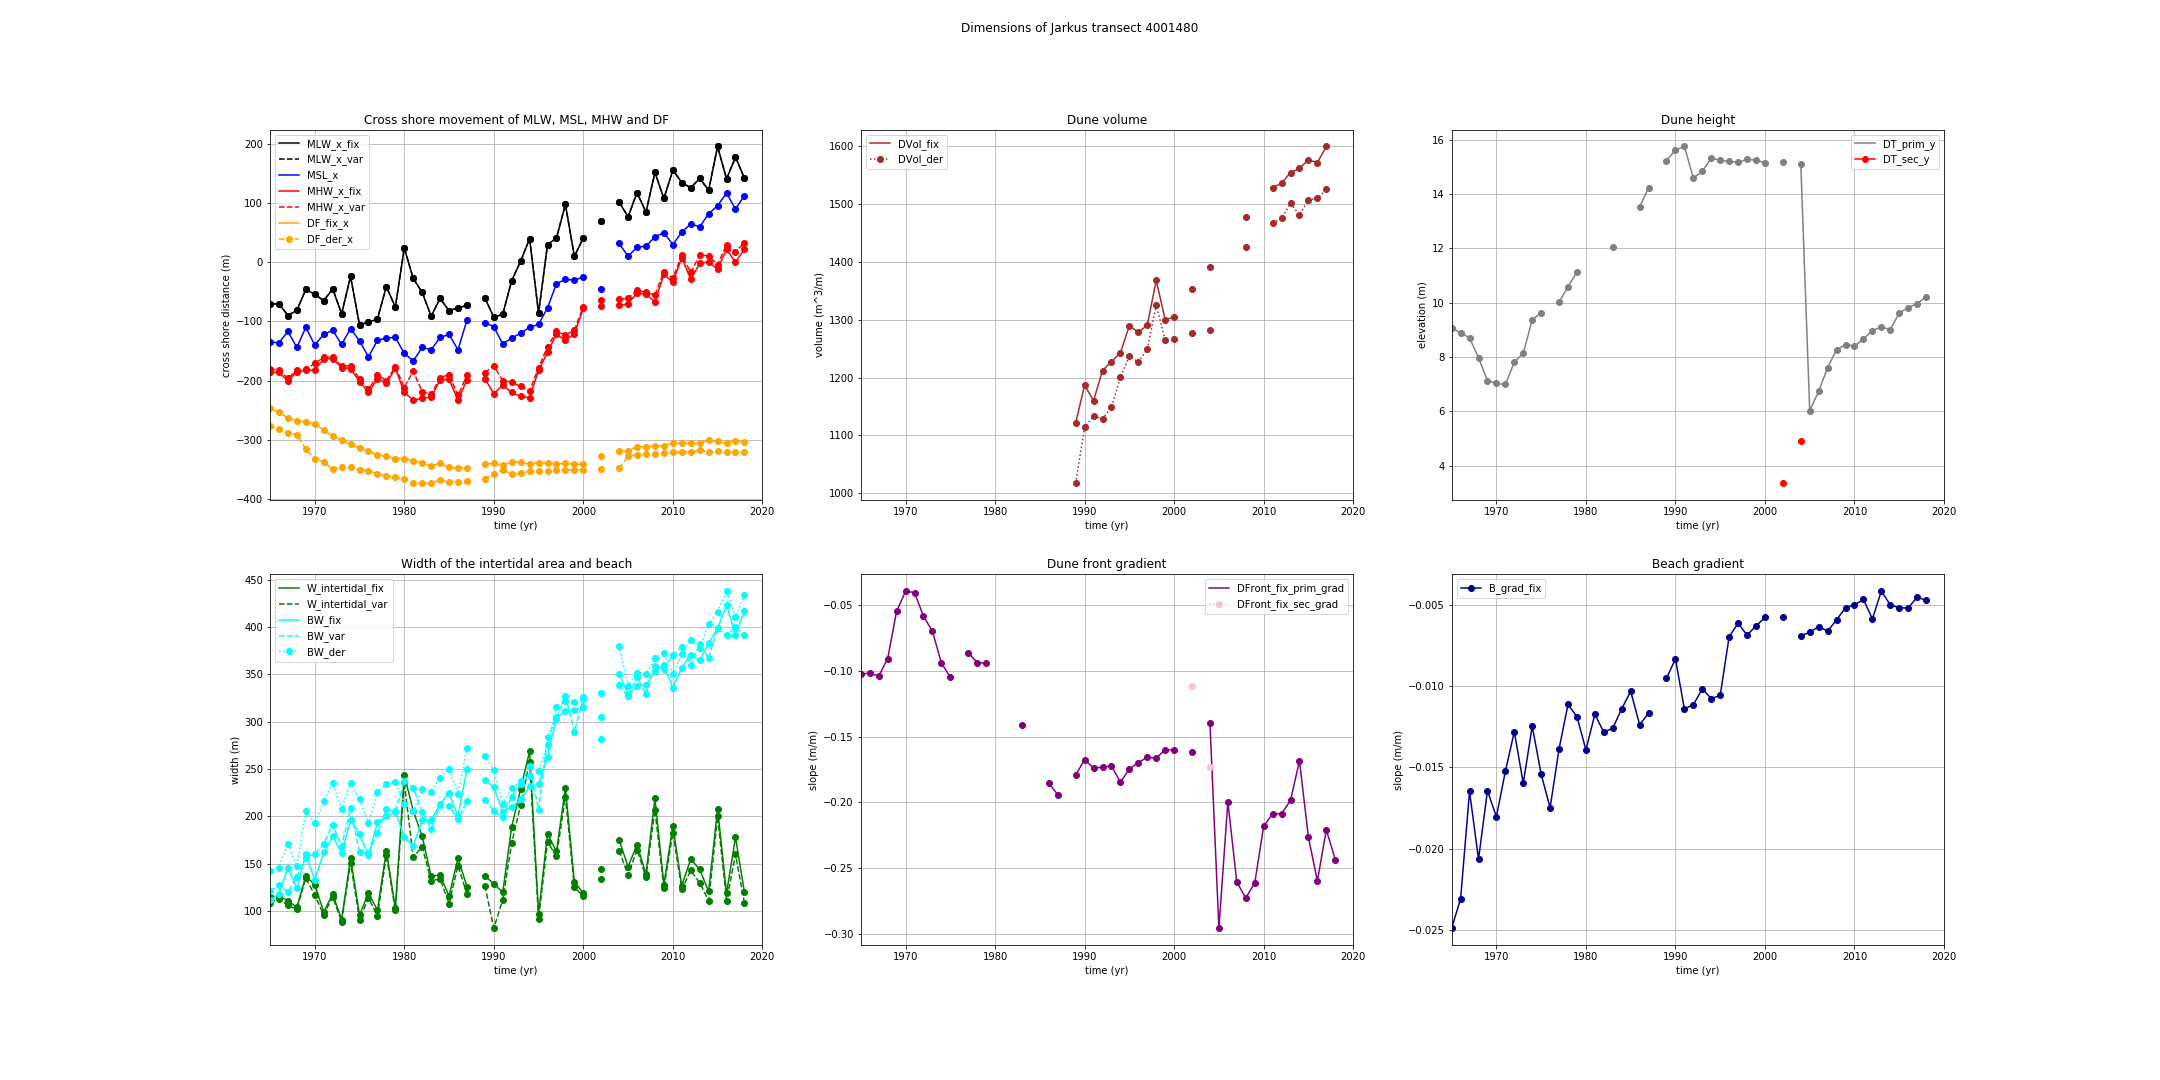 Dimensions of Jarkus transect 4001480
Cross shore movement of MLW, MSL, MHW and DF
MLW_x_fix
MLW_x_var
MSL_x
MHW_x_fix
MHW_x_var
DF_fix_x
DF_der_x
cross shore distance (m)
200
100
0
−100
−200
−300
−400
1970 1980 1990 2000 2010 2020
time (yr)
Dune volume
DVol_fix
DVol_der
volume (m^3/m)
1600
1500
1400
1300
1200
1100
1000
1970 1980 1990 2000 2010 2020
time (yr)
Dune height
DT_prim_y
DT_sec_y
elevation (m)
16
14
12
10
8
6
4
1970 1980 1990 2000 2010 2020
time (yr)
Width of the intertidal area and beach
W_intertidal_fix
W_intertidal_var
BW_fix
BW_var
BW_der
width (m)
450
400
350
300
250
200
150
100
1970 1980 1990 2000 2010 2020
time (yr)
Dune front gradient
DFront_fix_prim_grad
DFront_fix_sec_grad
slope (m/m)
−0.05
−0.10
−0.15
−0.20
−0.25
−0.30
1970 1980 1990 2000 2010 2020
time (yr)
Beach gradient
B_grad_fix
slope (m/m)
−0.005
−0.010
−0.015
−0.020
−0.025
1970 1980 1990 2000 2010 2020
time (yr)